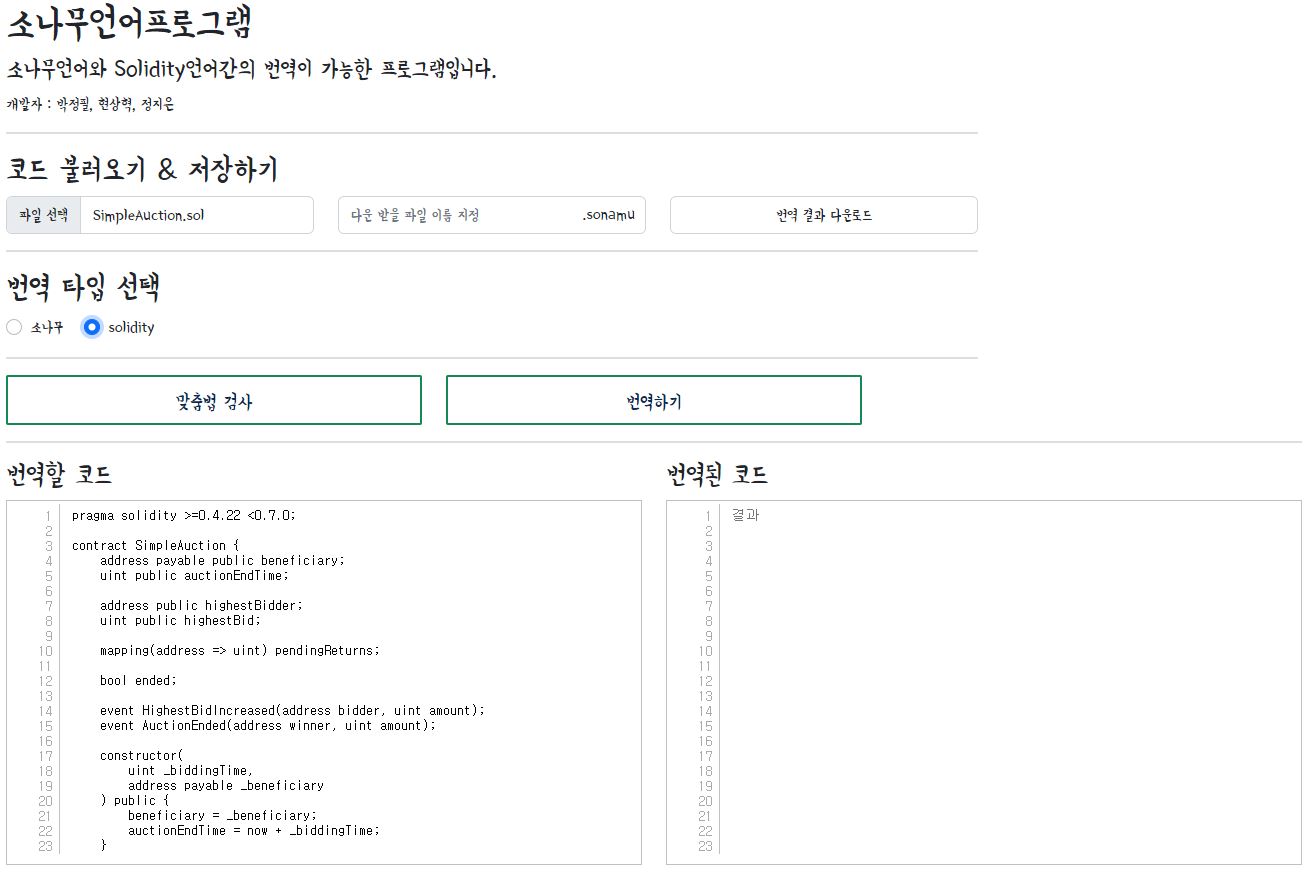 소나무언어프로그램
소나무언어와 Solidity언어간의 번역이 가능한 프로그램입니다.
개발자 : 박정필, 현상혁, 정지은
코드 불러오기 & 저장하기
파일 선택 SimpleAuction.sol 다운 받을 파일 이름 지정 .sonamu 번역 결과 다운로드
번역 타입 선택
소나무 solidity
맞춤법 검사 번역하기
번역할 코드 번역된 코드
1 pragma solidity >=0.4.22 <0.7.0;
2
3 contract SimpleAuction {
4 address payable public beneficiary;
5 uint public auctionEndTime;
6
7 address public highestBidder;
8 uint public highestBid;
9
10 mapping(address => uint) pendingReturns;
11
12 bool ended;
13
14 event HighestBidIncreased(address bidder, uint amount);
15 event AuctionEnded(address winner, uint amount);
16
17 constructor(
18 uint _biddingTime,
19 address payable _beneficiary
20 ) public {
21 beneficiary = _beneficiary;
22 auctionEndTime = now + _biddingTime;
23 }
1 결과
2
3
4
5
6
7
8
9
10
11
12
13
14
15
16
17
18
19
20
21
22
23